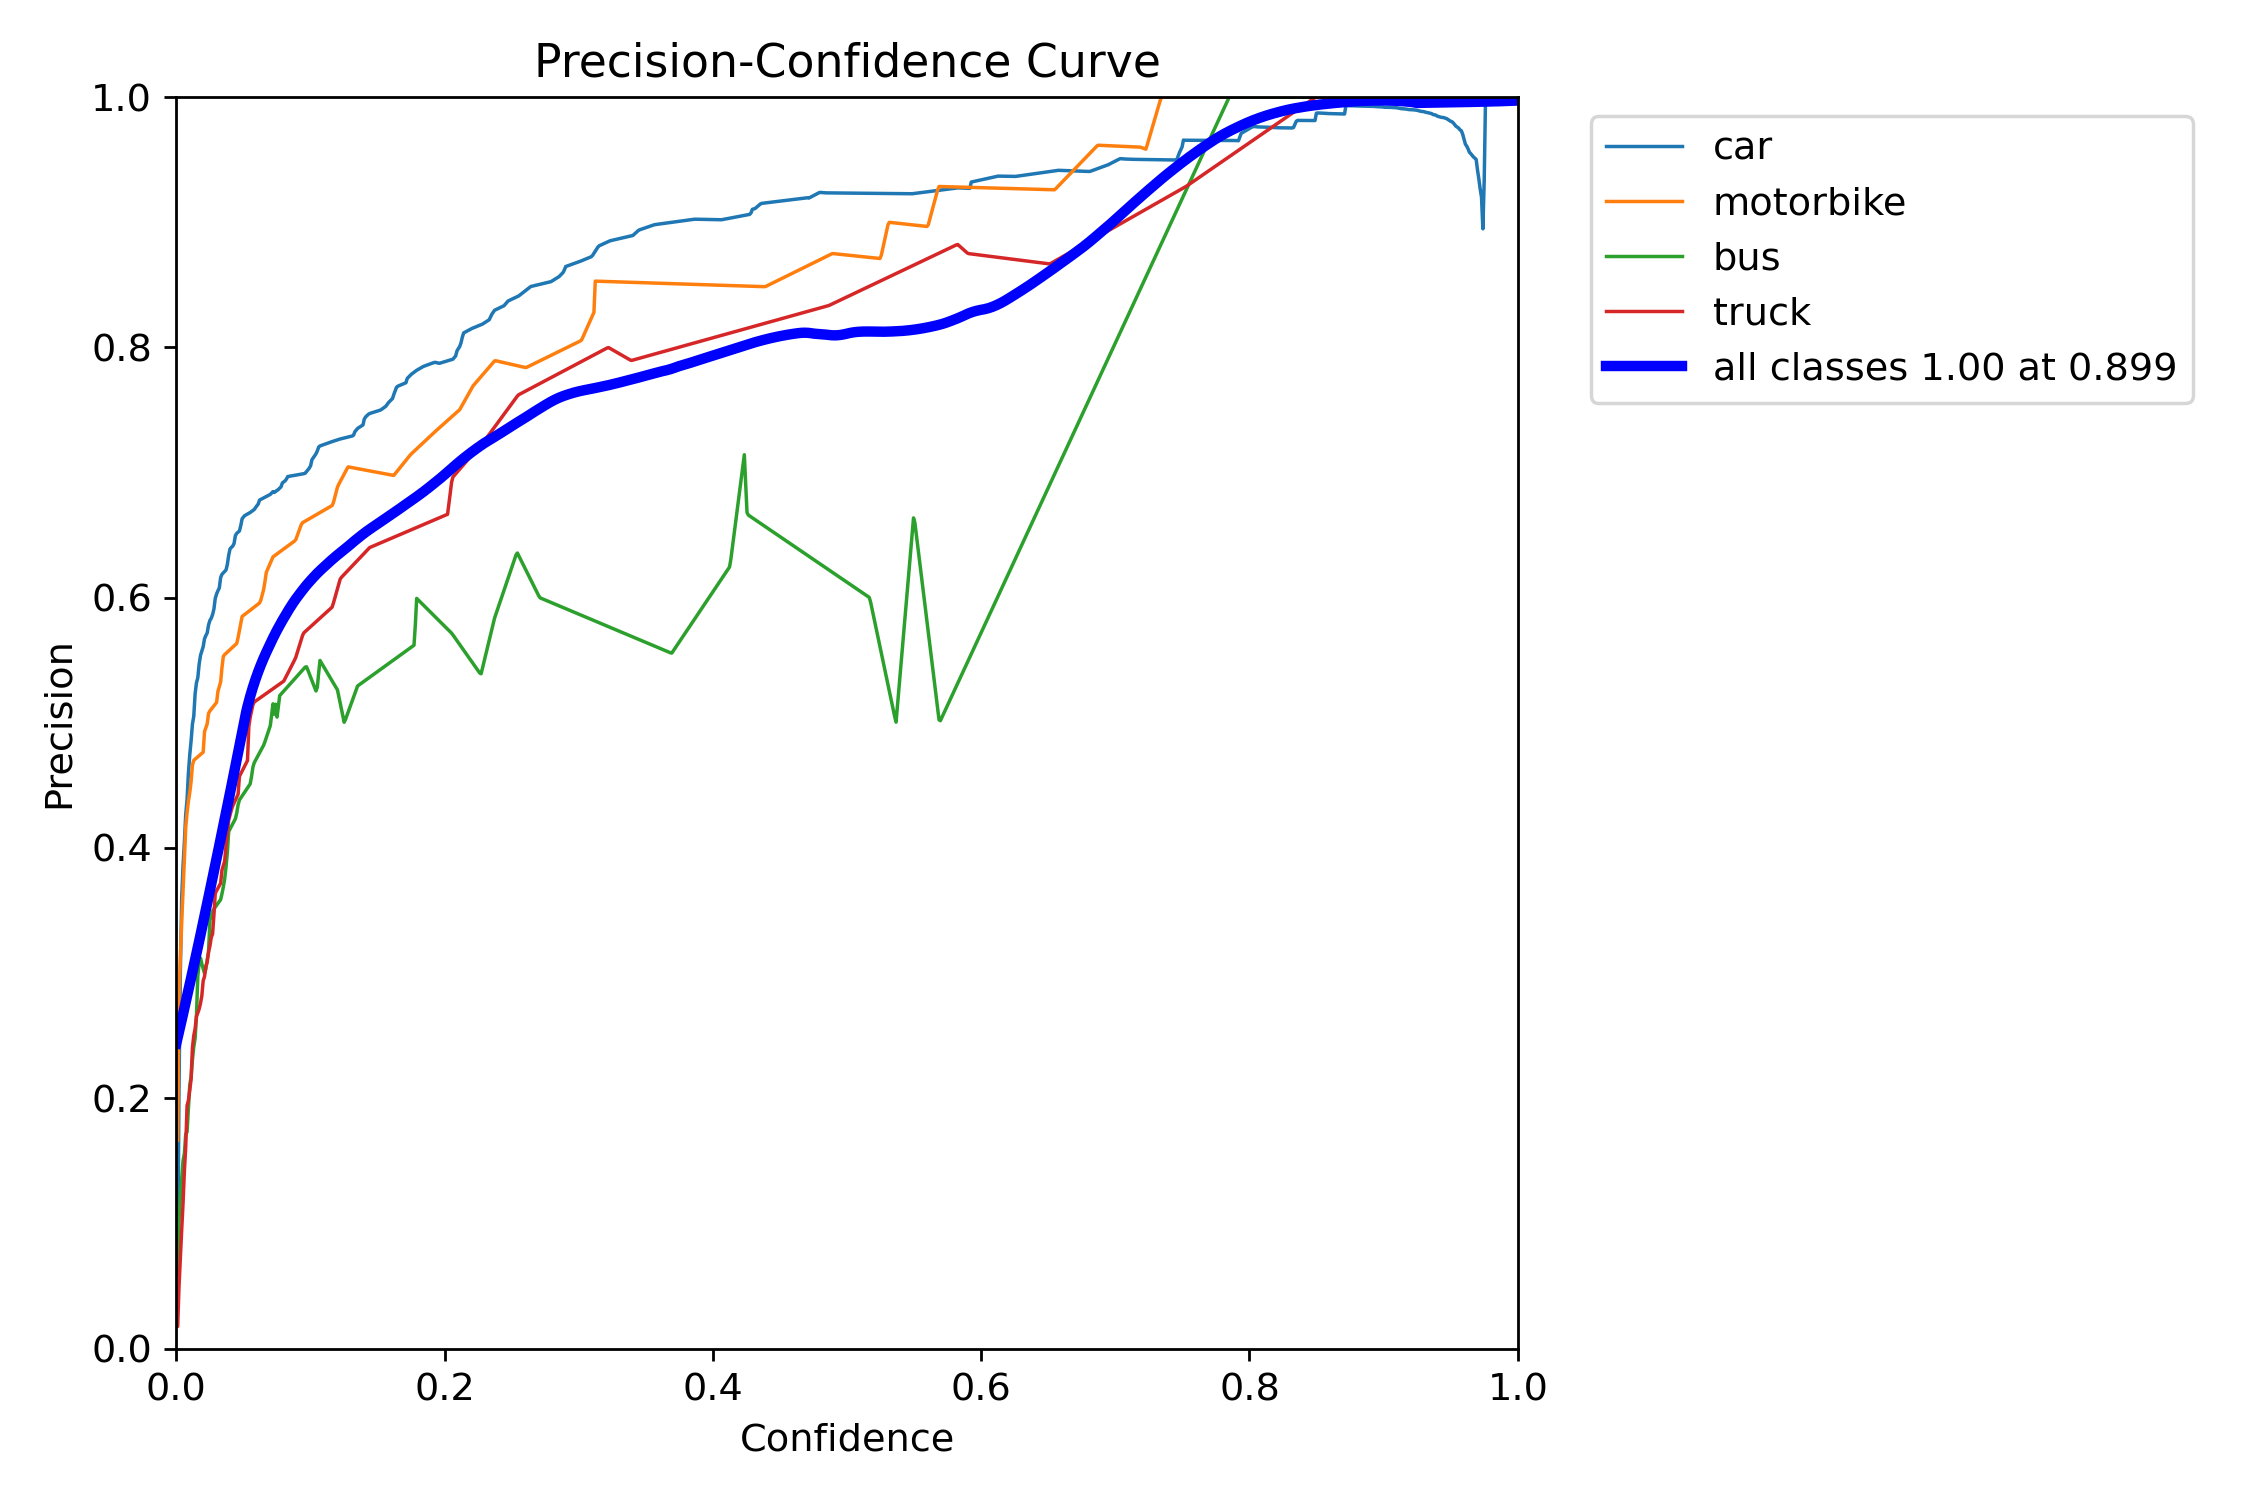 Precision-Confidence Curve
1.0
0.8
0.6
0.4
0.2
0.0
Precision
0.0 0.2 0.4 0.6 0.8 1.0
Confidence
car
motorbike
bus
truck
all classes 1.00 at 0.899